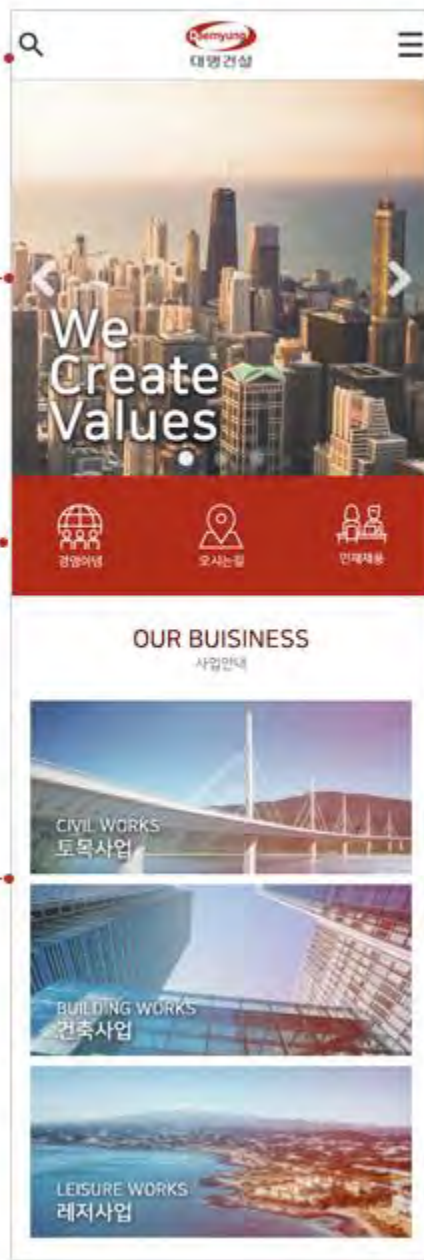 Daemyung
대명건설
We
Create
Values
경영이념
오시는길
인재채용
OUR BUISINESS
사업안내
CIVIL WORKS
토목사업
BUILDING WORKS
건축사업
LEISURE WORKS
레저사업